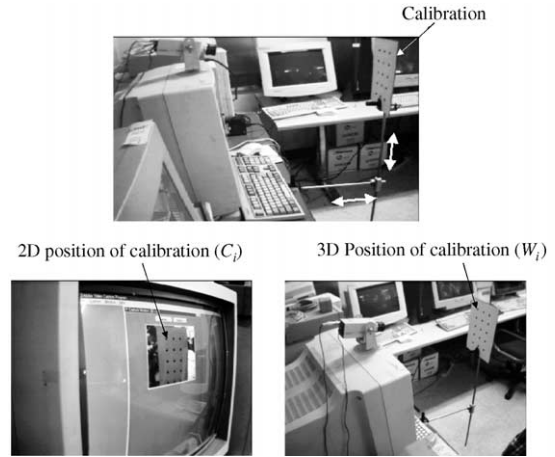 Calibration
2D position of calibration (Cᵢ)
3D Position of calibration (Wᵢ)